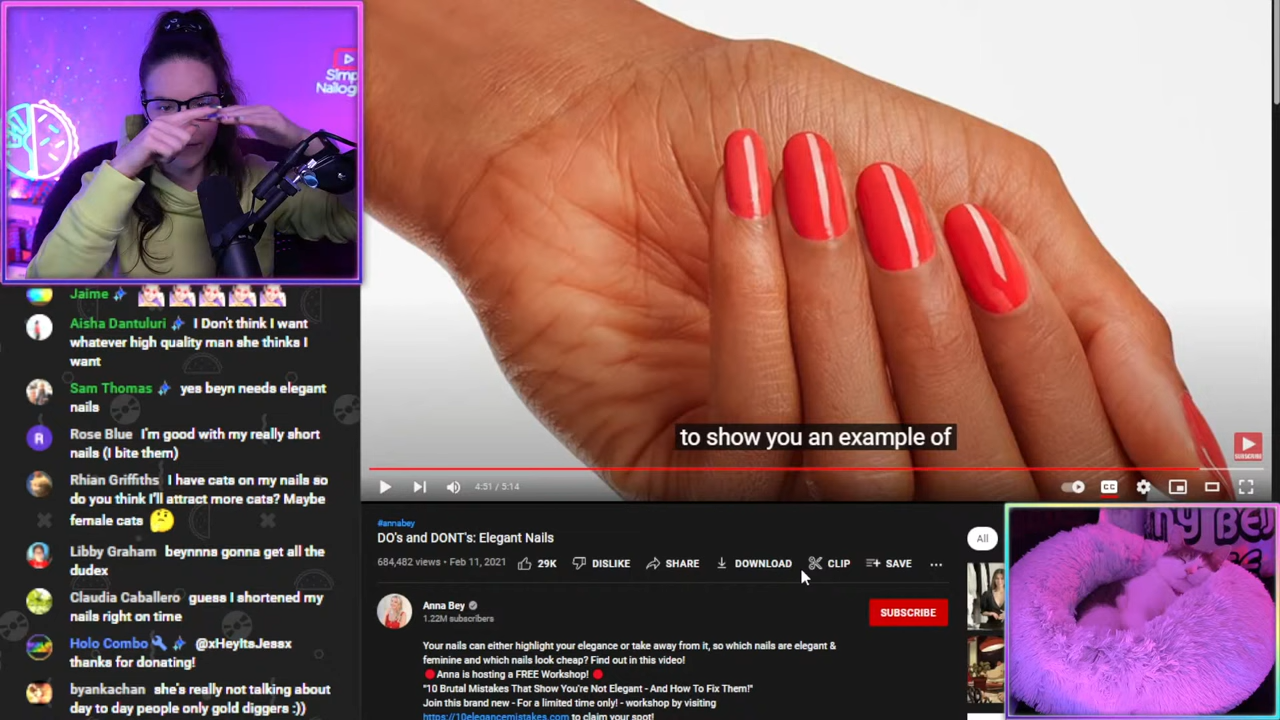 Simp
Nailog
Jaime
Aisha Dantuluri I Don't think I want
whatever high quality man she thinks I
want
Sam Thomas yes beyn needs elegant
nails
R
Rose Blue I'm good with my really short
nails (I bite them)
Rhian Griffiths I have cats on my nails so
do you think I'll attract more cats? Maybe
female cats
Libby Graham beynnns gonna get all the
dudex
Claudia Caballero guess I shortened my
nails right on time
Holo Combo @xHeyItsJessx
thanks for donating!
byankachan she's really not talking about
day to day people only gold diggers :))
to show you an example of
SUBSCRIBE
4:51 / 5:14
CC
#annabey
DO's and DONT's: Elegant Nails
684,482 views • Feb 11, 2021
29K
DISLIKE
SHARE
DOWNLOAD
CLIP
SAVE
All
Anna Bey
1.22M subscribers
SUBSCRIBE
Your nails can either highlight your elegance or take away from it, so which nails are elegant &
feminine and which nails look cheap? Find out in this video!
Anna is hosting a FREE Workshop!
"10 Brutal Mistakes That Show You're Not Elegant - And How To Fix Them!"
Join this brand new - For a limited time only! - workshop by visiting
https://10elegancemistakes.com to claim your spot!
MY BED